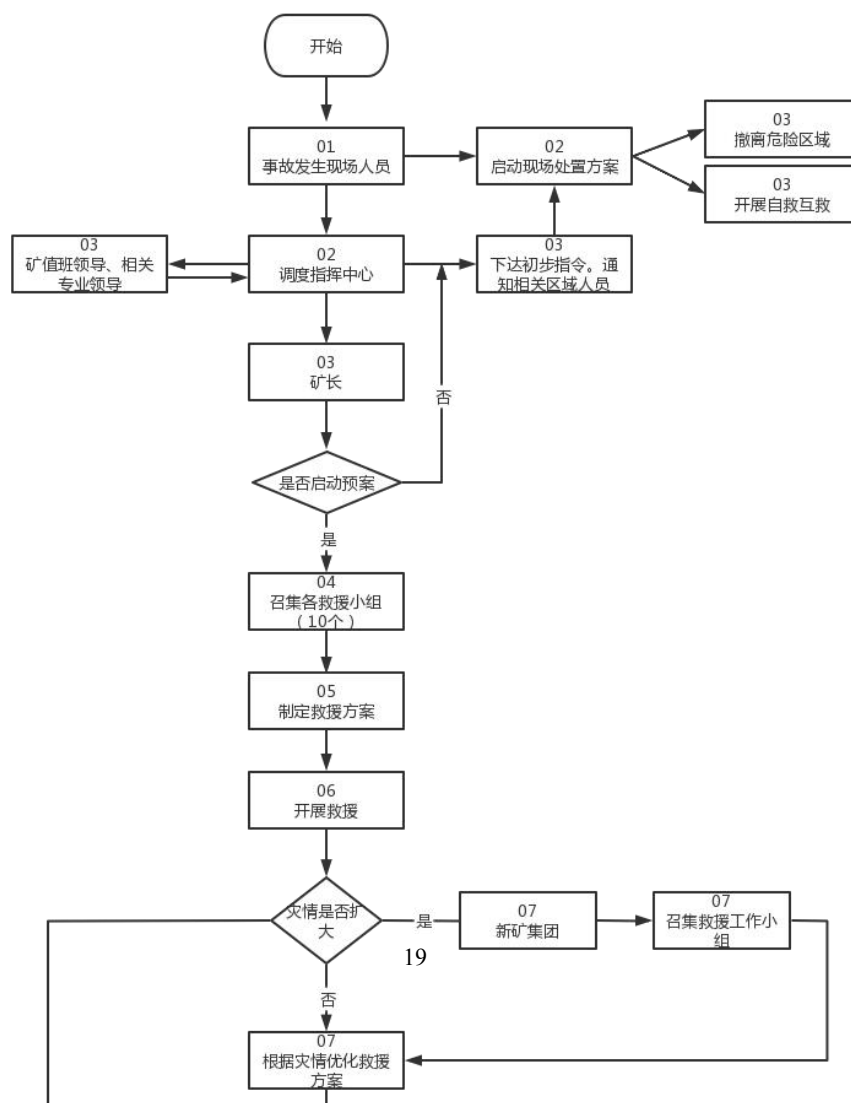 开始
01
事故发生现场人员
02
启动现场处置方案
03
撤离危险区域
03
开展自救互救
03
矿值班领导、相关
专业领导
02
调度指挥中心
03
下达初步指令。通
知相关区域人员
03
矿长
否
是否启动预案
是
04
召集各救援小组
（10个）
05
制定救援方案
06
开展救援
灾情是否扩
大
是
07
新矿集团
07
召集救援工作小
组
19
否
07
根据灾情优化救援
方案